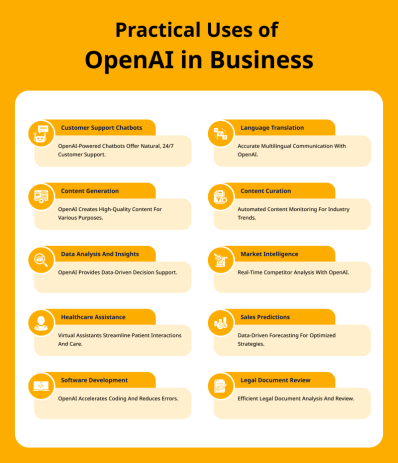 Practical Uses of
OpenAI in Business
Customer Support Chatbots
OpenAI-Powered Chatbots Offer Natural, 24/7
Customer Support.
Language Translation
Accurate Multilingual Communication With
OpenAI.
Content Generation
OpenAI Creates High-Quality Content For
Various Purposes.
Content Curation
Automated Content Monitoring For Industry
Trends.
Data Analysis And Insights
OpenAI Provides Data-Driven Decision Support.
Market Intelligence
Real-Time Competitor Analysis With OpenAI.
Healthcare Assistance
Virtual Assistants Streamline Patient Interactions
And Care.
Sales Predictions
Data-Driven Forecasting For Optimized
Strategies.
Software Development
OpenAI Accelerates Coding And Reduces Errors.
Legal Document Review
Efficient Legal Document Analysis And Review.